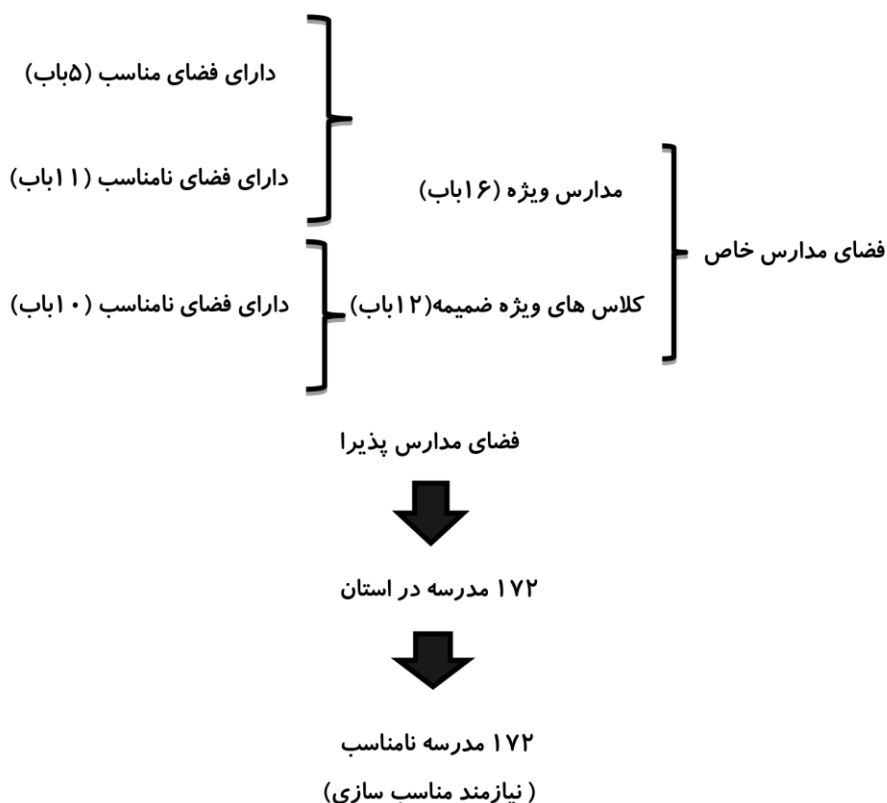 فضای مدارس خاص
مدارس ویژه (۱۶باب)
دارای فضای مناسب (۵باب)
دارای فضای نامناسب (۱۱باب)
کلاس های ویژه ضمیمه(۱۲باب)
دارای فضای نامناسب (۱۰باب)
فضای مدارس پذیرا
۱۷۲ مدرسه در استان
۱۷۲ مدرسه نامناسب
( نیازمند مناسب سازی)